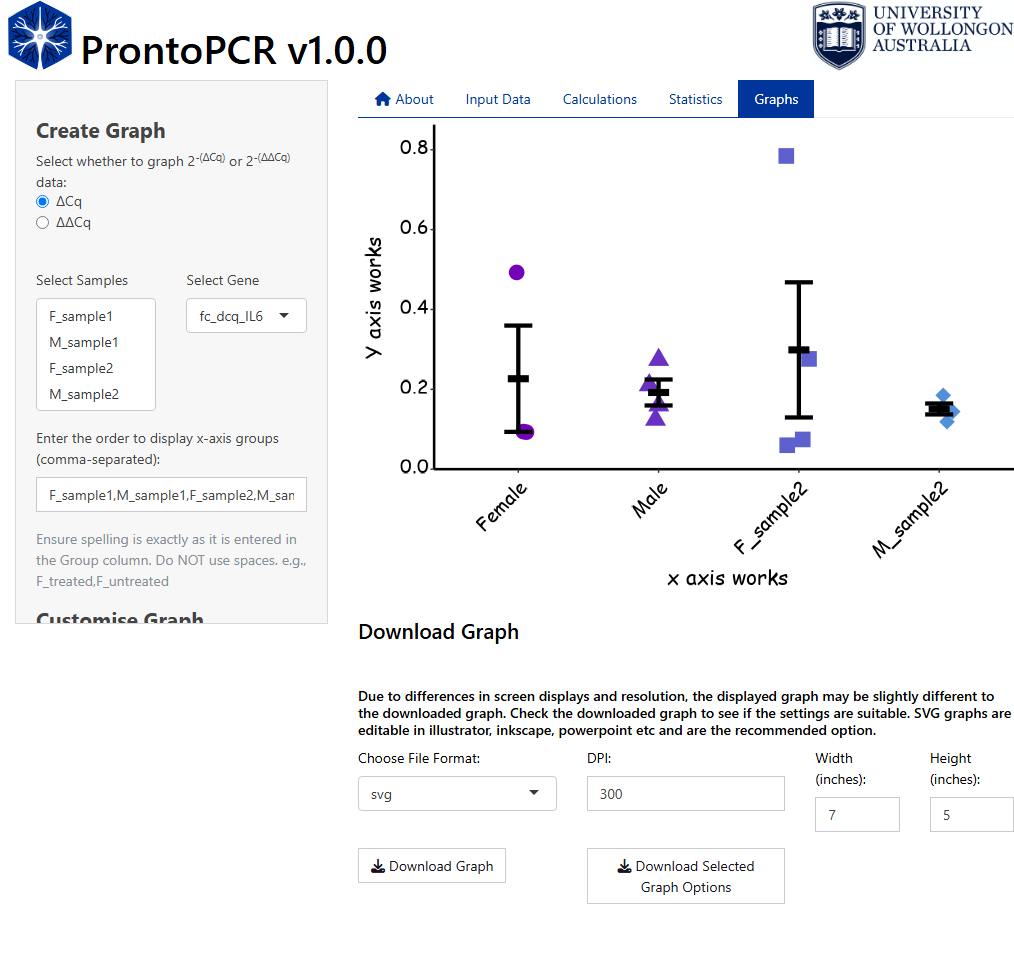 ProntoPCR v1.0.0
UNIVERSITY
OF WOLLONGONG
AUSTRALIA
About
Input Data
Calculations
Statistics
Graphs
Create Graph
Select whether to graph 2-(ΔCq) or 2-(ΔΔCq)
data:
ΔCq
ΔΔCq
Select Samples
Select Gene
F_sample1
M_sample1
F_sample2
M_sample2
fc_dcq_IL6
Enter the order to display x-axis groups
(comma-separated):
F_sample1,M_sample1,F_sample2,M_sam
Ensure spelling is exactly as it is entered in
the Group column. Do NOT use spaces. e.g.,
F_treated,F_untreated
Customise Graph
y axis works
0.8
0.6
0.4
0.2
0.0
Female
Male
F_sample2
M_sample2
x axis works
Download Graph
Due to differences in screen displays and resolution, the displayed graph may be slightly different to
the downloaded graph. Check the downloaded graph to see if the settings are suitable. SVG graphs are
editable in illustrator, inkscape, powerpoint etc and are the recommended option.
Choose File Format:
svg
DPI:
300
Width
(inches):
7
Height
(inches):
5
Download Graph
Download Selected
Graph Options